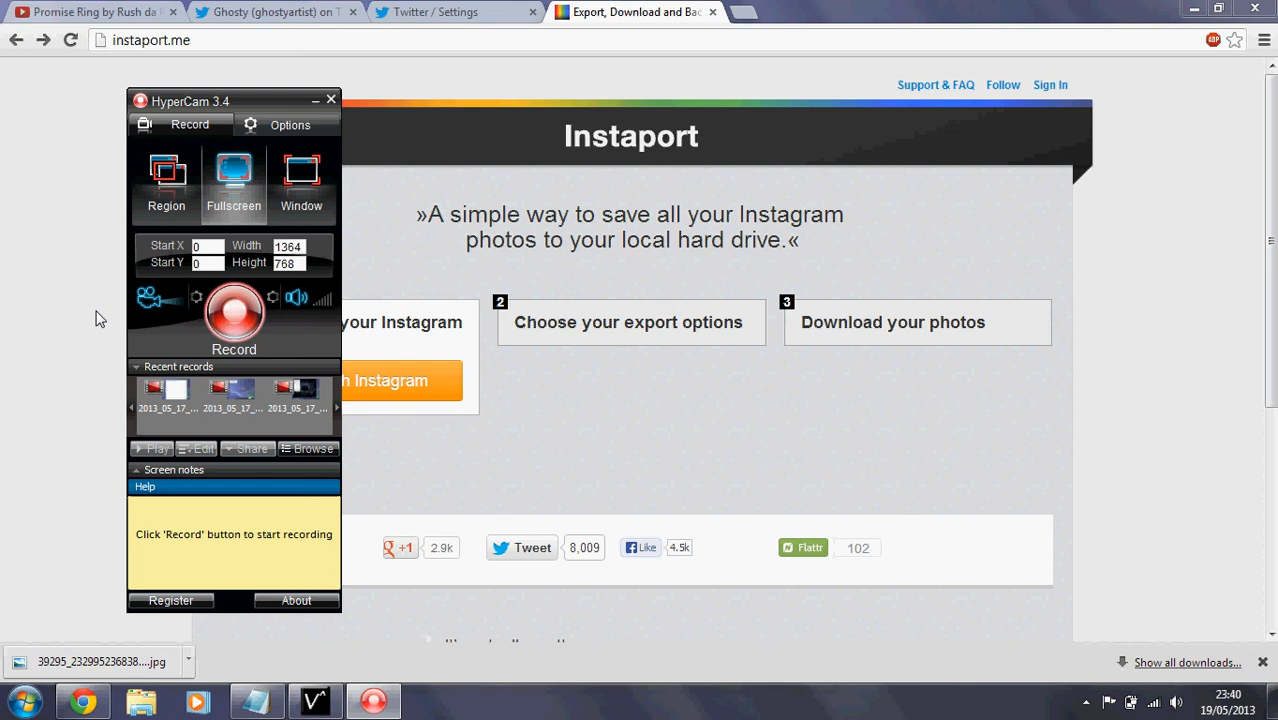 Promise Ring by Rush da
Ghosty (ghostyartist) on T
Twitter / Settings
Export, Download and Bac
instaport.me
ABP
Support & FAQ Follow Sign In
HyperCam 3.4
Record Options
Region Fullscreen Window
Start X 0 Width 1364
Start Y 0 Height 768
Record
Recent records
2013_05_17_... 2013_05_17_... 2013_05_17_...
Play Edit Share Browse
Screen notes
Help
Click 'Record' button to start recording
Register About
Instaport
»A simple way to save all your Instagram
photos to your local hard drive.«
your Instagram
Instagram
2 Choose your export options
3 Download your photos
+1 2.9k Tweet 8,009 Like 4.5k Flattr 102
39295_232995236838....jpg
Show all downloads...
23:40
19/05/2013